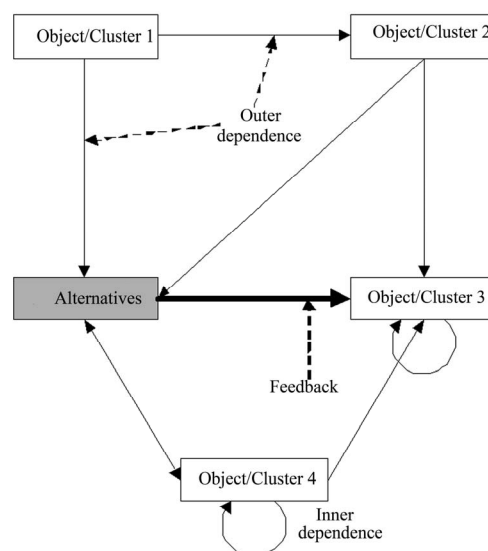 Object/Cluster 1
Object/Cluster 2
Outer
dependence
Alternatives
Object/Cluster 3
Feedback
Object/Cluster 4
Inner
dependence